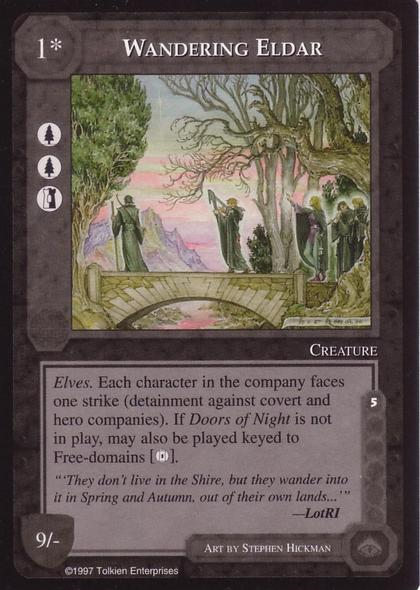 1*
WANDERING ELDAR
CREATURE
Elves. Each character in the company faces
one strike (detainment against covert and
hero companies). If Doors of Night is not
in play, may also be played keyed to
Free-domains [ ].
"'They don't live in the Shire, but they wander into
it in Spring and Autumn, out of their own lands...'"
—LotRI
5
9/-
ART BY STEPHEN HICKMAN
©1997 Tolkien Enterprises